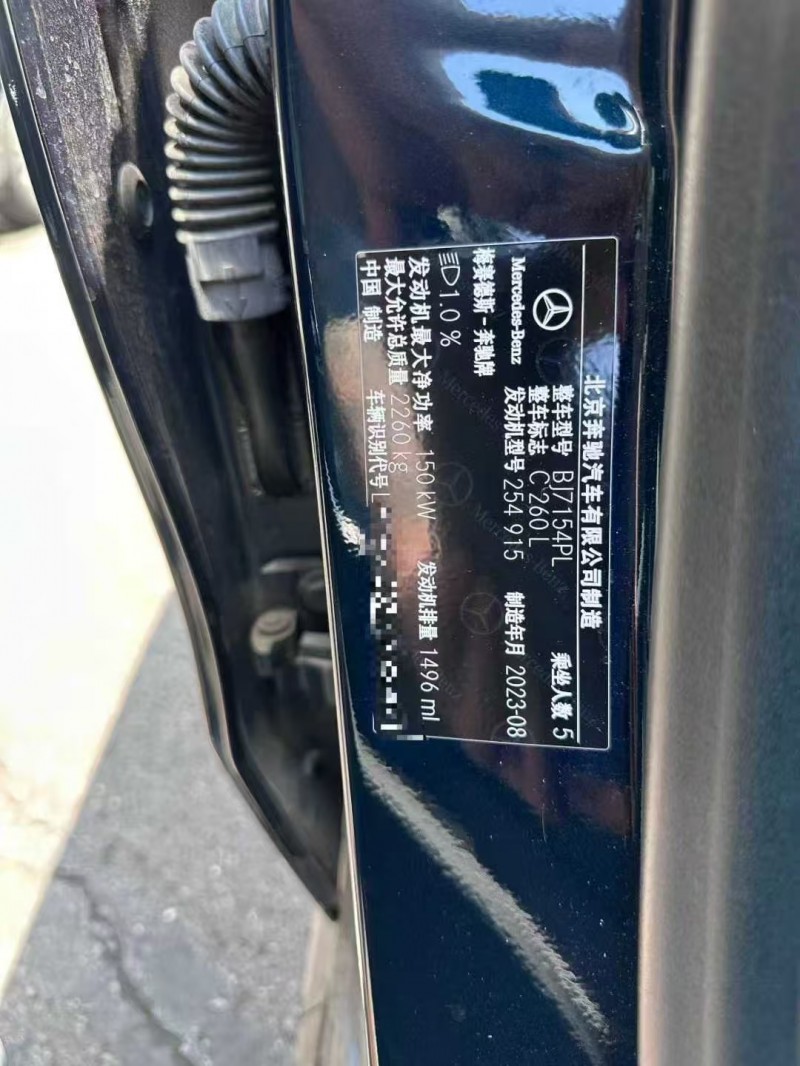 北京奔驰汽车有限公司制造
Mercedes-Benz
梅赛德斯-奔驰牌
整车型号 BJ7154PL 乘坐人数 5
整车标志 C 260 L
发动机型号 254 915 制造年月 2023-08
1.0 %
发动机最大净功率 150 kW 发动机排量 1496 ml
最大允许总质量 2260 kg
中国 制造 车辆识别代号 L